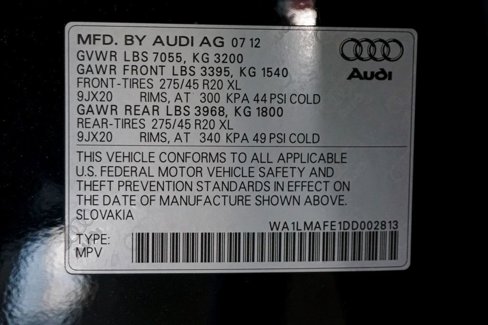 MFD. BY AUDI AG 07 12
GVWR LBS 7055, KG 3200
GAWR FRONT LBS 3395, KG 1540
FRONT-TIRES 275/45 R20 XL
9JX20 RIMS, AT 300 KPA 44 PSI COLD
GAWR REAR LBS 3968, KG 1800
REAR-TIRES 275/45 R20 XL
9JX20 RIMS, AT 340 KPA 49 PSI COLD
Audi
THIS VEHICLE CONFORMS TO ALL APPLICABLE
U.S. FEDERAL MOTOR VEHICLE SAFETY AND
THEFT PREVENTION STANDARDS IN EFFECT ON
THE DATE OF MANUFACTURE SHOWN ABOVE.
SLOVAKIA
WA1LMAFE1DD002813
TYPE:
MPV